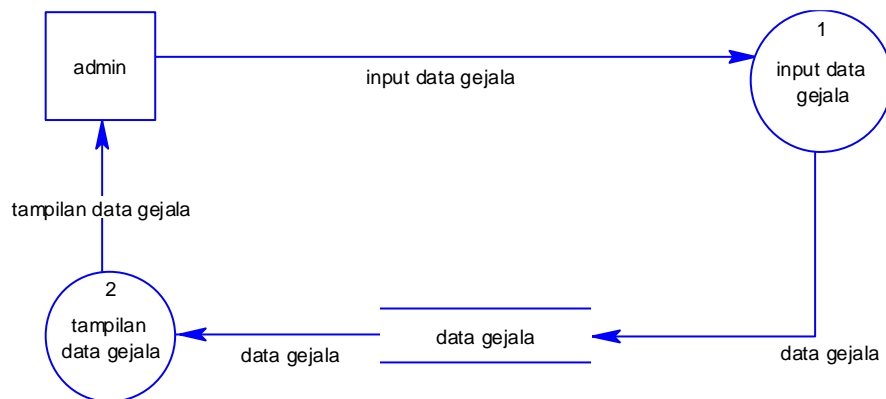 admin
input data gejala
1
input data
gejala
tampilan data gejala
2
tampilan
data gejala
data gejala
data gejala
data gejala